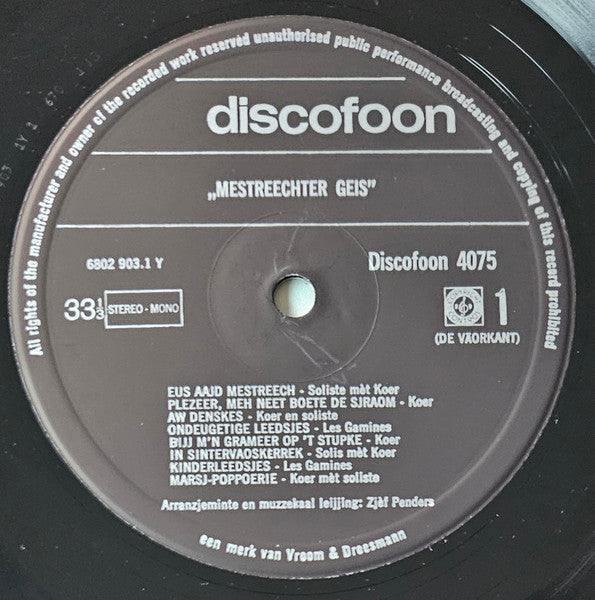 All rights of the manufacturer and owner of the recorded work reserved unauthorised public performance broadcasting and copying of this record prohibited
discofoon
„MESTREECHTER GEIS”
6802 903.1 Y
Discofoon 4075
33⅓ STEREO - MONO
1
(DE VÄORKANT)
EUS AAJD MESTREECH - Soliste mèt Koer
PLEZEER, MEH NEET BOETE DE SJRAOM - Koer
AW DENSKES - Koer en soliste
ONDEUGETIGE LEEDSJES - Les Gamines
BIJJ M'N GRAMEER OP 'T STUPKE - Koer
IN SINTERVAOSKERREK - Solis mèt Koer
KINDERLEEDSJES - Les Gamines
MARSJ-POPPOERIE - Koer mèt soliste
Arranzjeminte en muzzekaal leijjing: Zjèf Penders
een merk van Vroom & Dreesmann